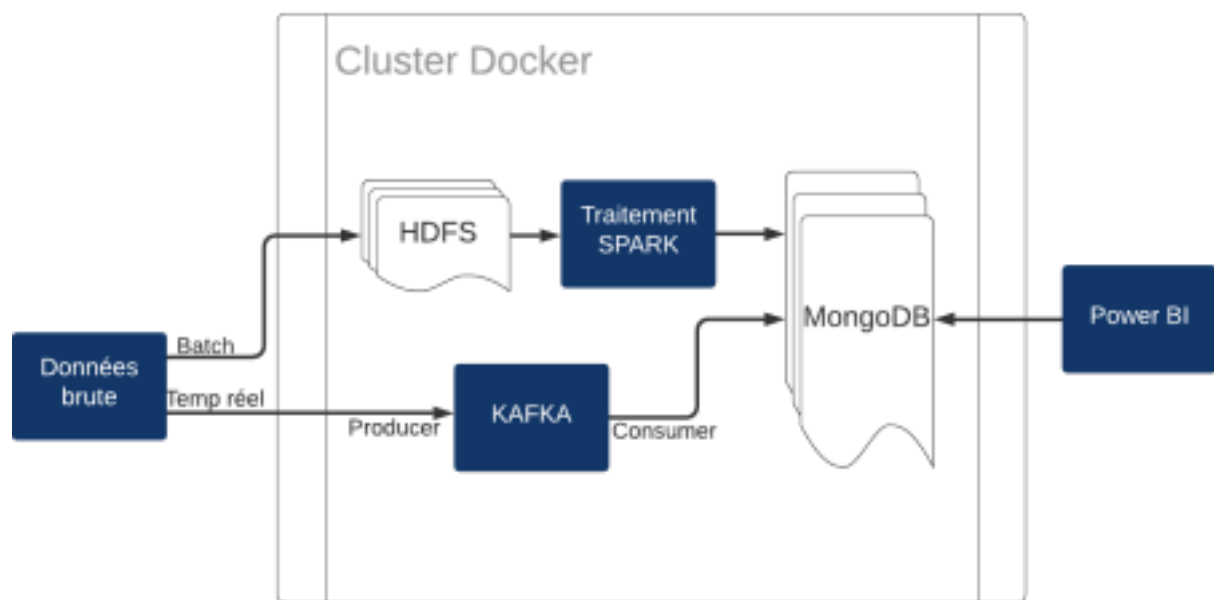 Cluster Docker
HDFS
Traitement
SPARK
MongoDB
Power BI
Données
brute
Batch
Temp réel
Producer
KAFKA
Consumer